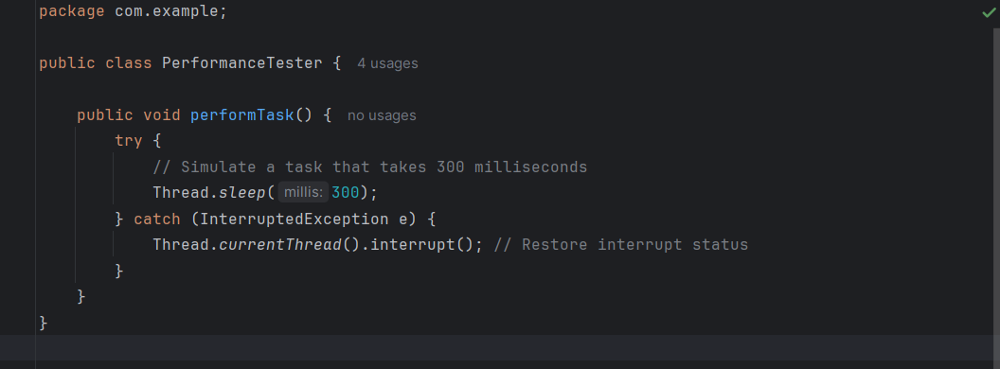 package com.example;
public class PerformanceTester { 4 usages
public void performTask() { no usages
try {
// Simulate a task that takes 300 milliseconds
Thread.sleep( millis: 300);
} catch (InterruptedException e) {
Thread.currentThread().interrupt(); // Restore interrupt status
}
}
}